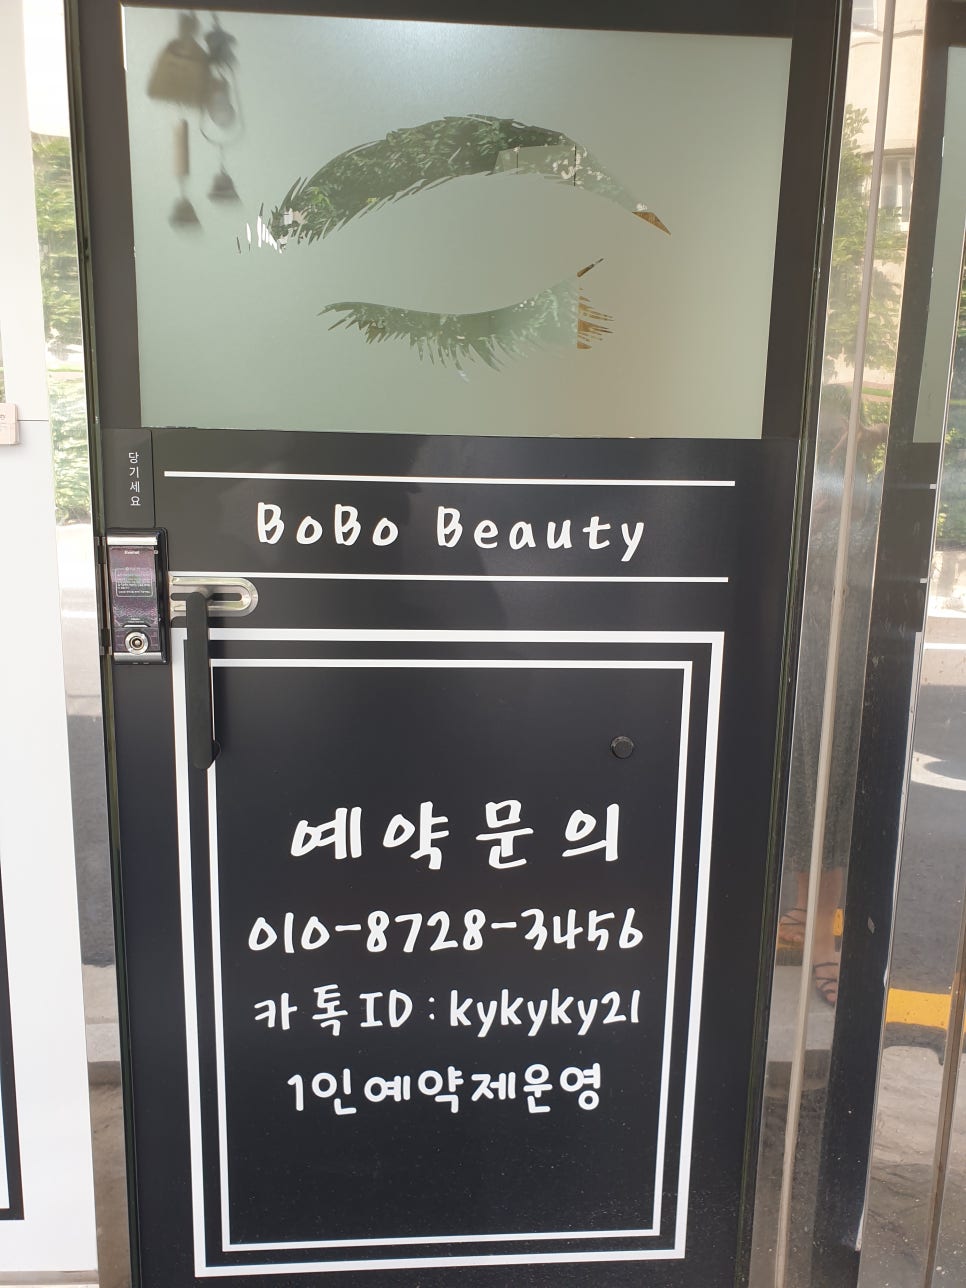 당기세요
BoBo Beauty
예약문의
010-8728-3456
카톡ID:kykyky21
1인예약제운영